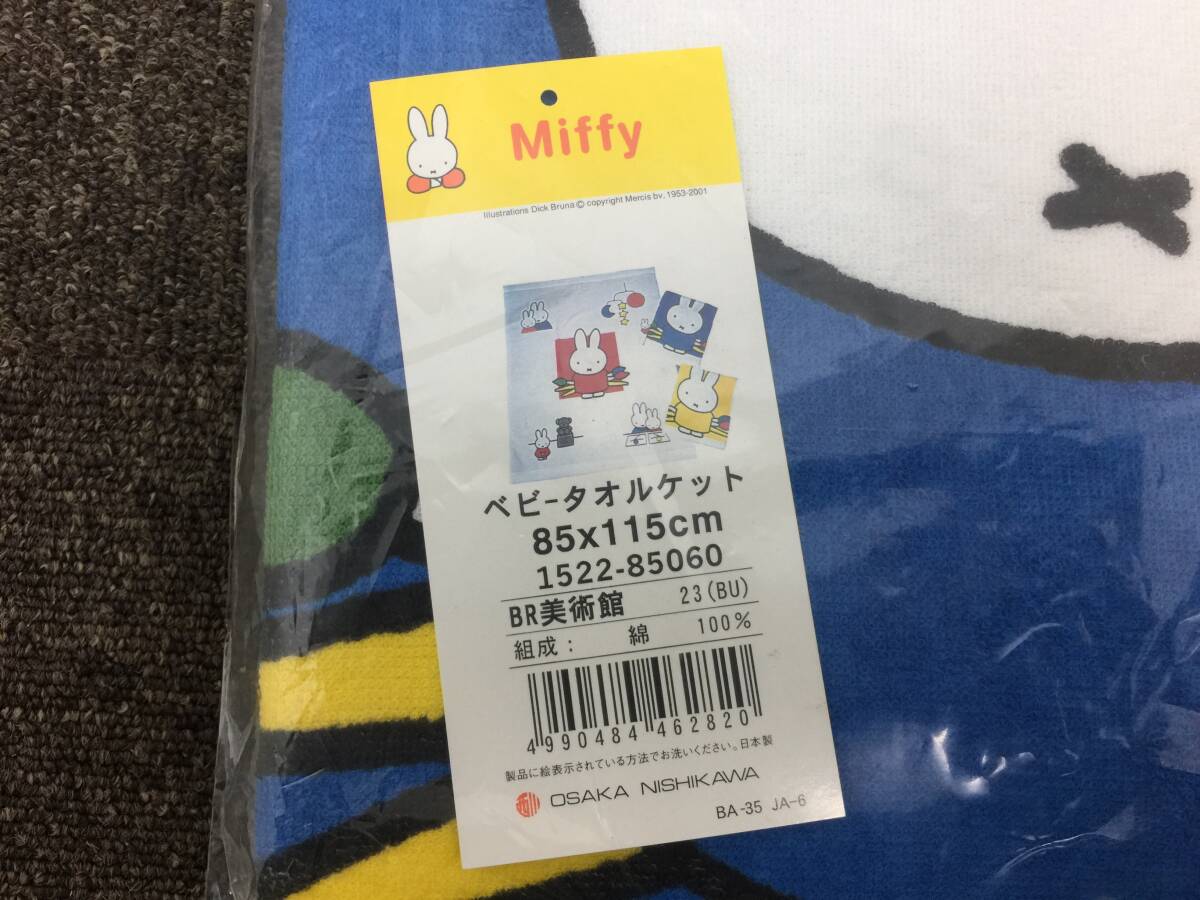 Miffy
Illustrations Dick Bruna © copyright Mercis bv, 1953-2001
ベビータオルケット
85x115cm
1522-85060
BR美術館 23(BU)
組成: 綿 100%
4990484462820
製品に絵表示されている方法でお洗いください。日本製
西川 OSAKA NISHIKAWA
BA-35 JA-6